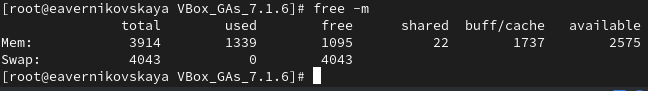 [root@eavernikovskaya VBox_GAs_7.1.6]# free -m
total used free shared buff/cache available
Mem: 3914 1339 1095 22 1737 2575
Swap: 4043 0 4043
[root@eavernikovskaya VBox_GAs_7.1.6]#